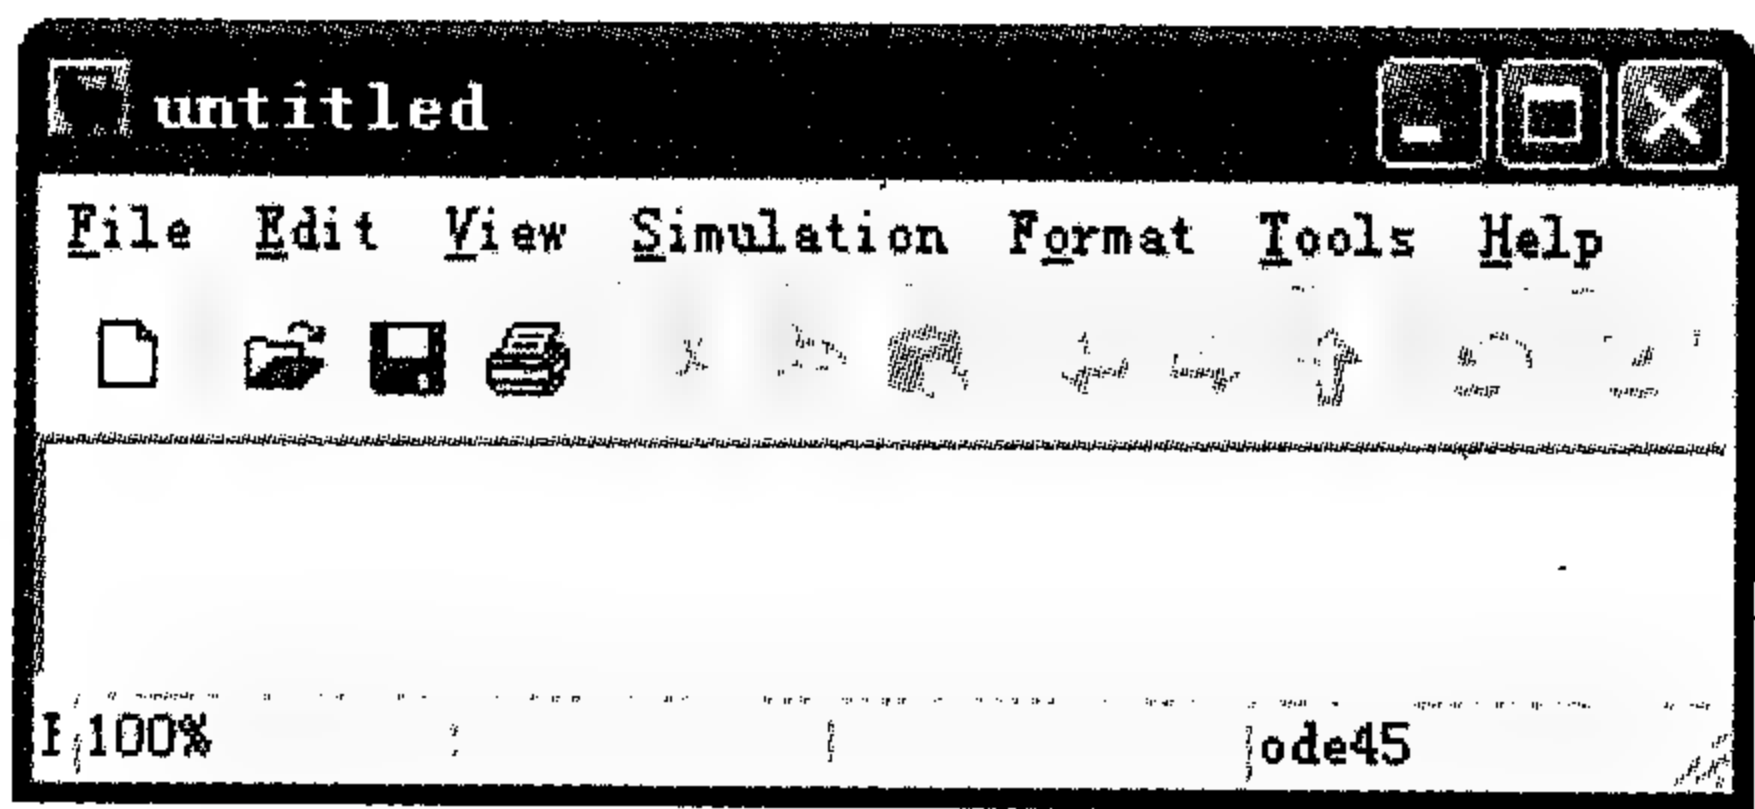 untitled
File Edit View Simulation Format Tools Help
100% ode45